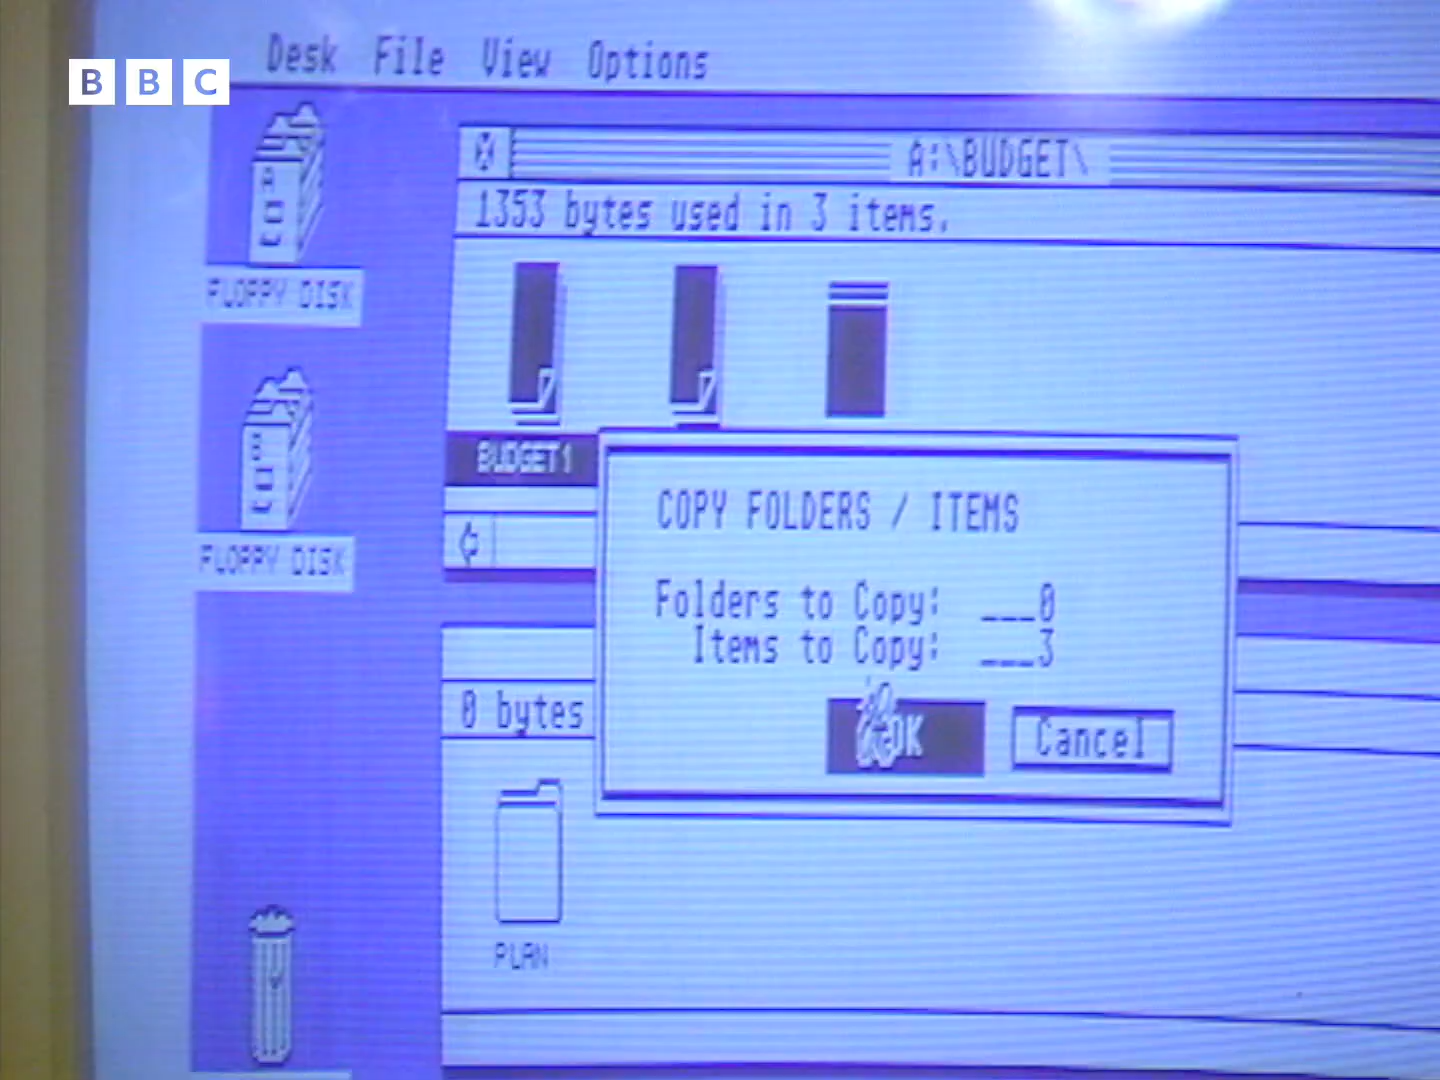 BBC
Desk File View Options
A:\BUDGET\
1353 bytes used in 3 items.
A
FLOPPY DISK
BUDGET1
COPY FOLDERS / ITEMS
B
FLOPPY DISK
Folders to Copy: ___0
Items to Copy: ___3
0 bytes
OK
Cancel
PLAN